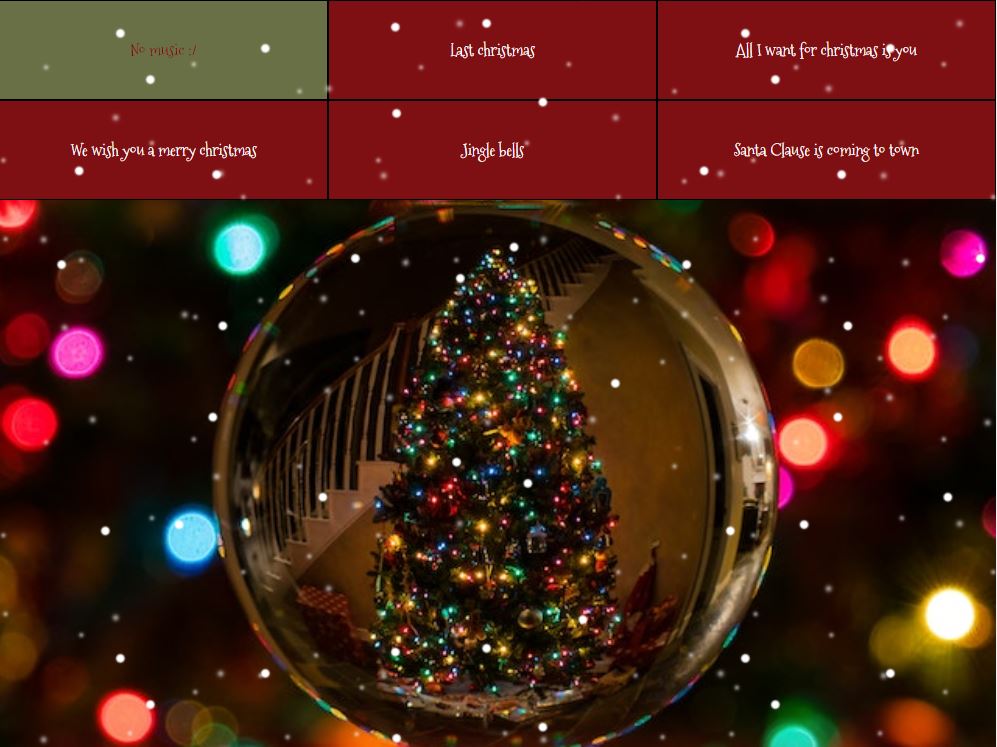 No music :/
Last christmas
All I want for christmas is you
We wish you a merry christmas
Jingle bells
Santa Clause is coming to town